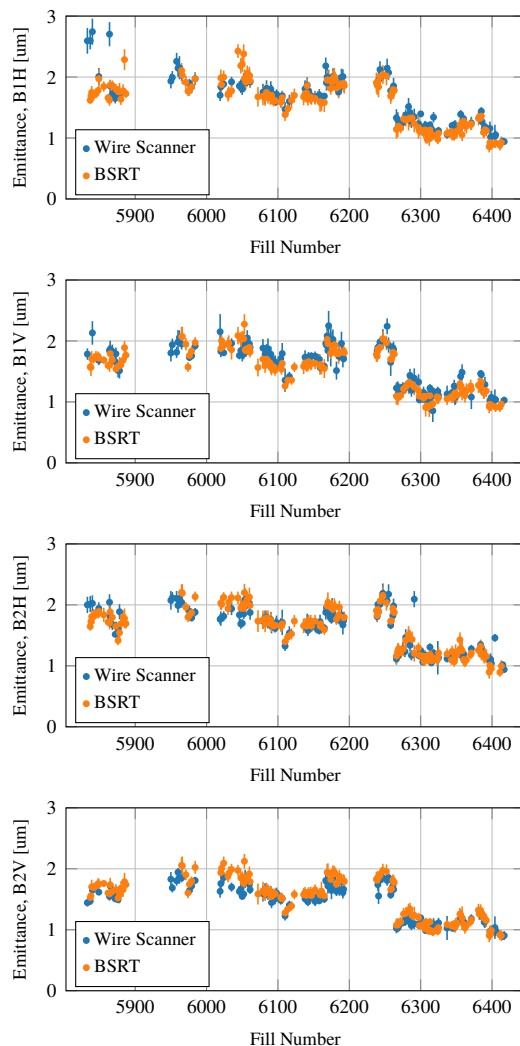 3
2
1
0
Emittance, B1H [um]
Wire Scanner
BSRT
5900 6000 6100 6200 6300 6400
Fill Number
3
2
1
0
Emittance, B1V [um]
Wire Scanner
BSRT
5900 6000 6100 6200 6300 6400
Fill Number
3
2
1
0
Emittance, B2H [um]
Wire Scanner
BSRT
5900 6000 6100 6200 6300 6400
Fill Number
3
2
1
0
Emittance, B2V [um]
Wire Scanner
BSRT
5900 6000 6100 6200 6300 6400
Fill Number